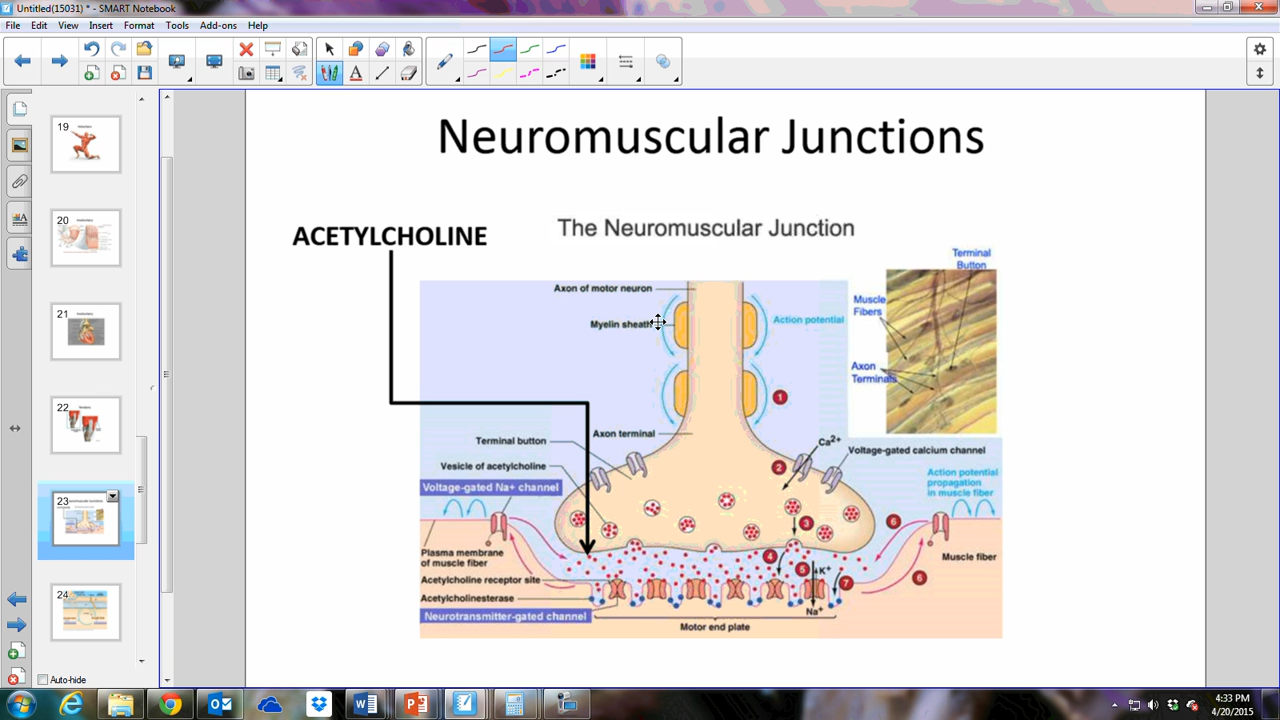 Untitled(15031) * - SMART Notebook
File Edit View Insert Format Tools Add-ons Help
19
20
21
22
23
24
Auto-hide
Neuromuscular Junctions
ACETYLCHOLINE
The Neuromuscular Junction
Terminal
Button
Axon of motor neuron
Muscle
Fibers
Myelin sheath
Action potential
Axon
Terminals
1
Axon terminal
Terminal button
Ca2+
Voltage-gated calcium channel
Vesicle of acetylcholine
2
Action potential
propagation
in muscle fiber
Voltage-gated Na+ channel
3
6
Plasma membrane
of muscle fiber
4
Muscle fiber
5
K+
Acetylcholine receptor site
7
6
Acetylcholinesterase
Na+
Neurotransmitter-gated channel
Motor end plate
4:33 PM
4/20/2015